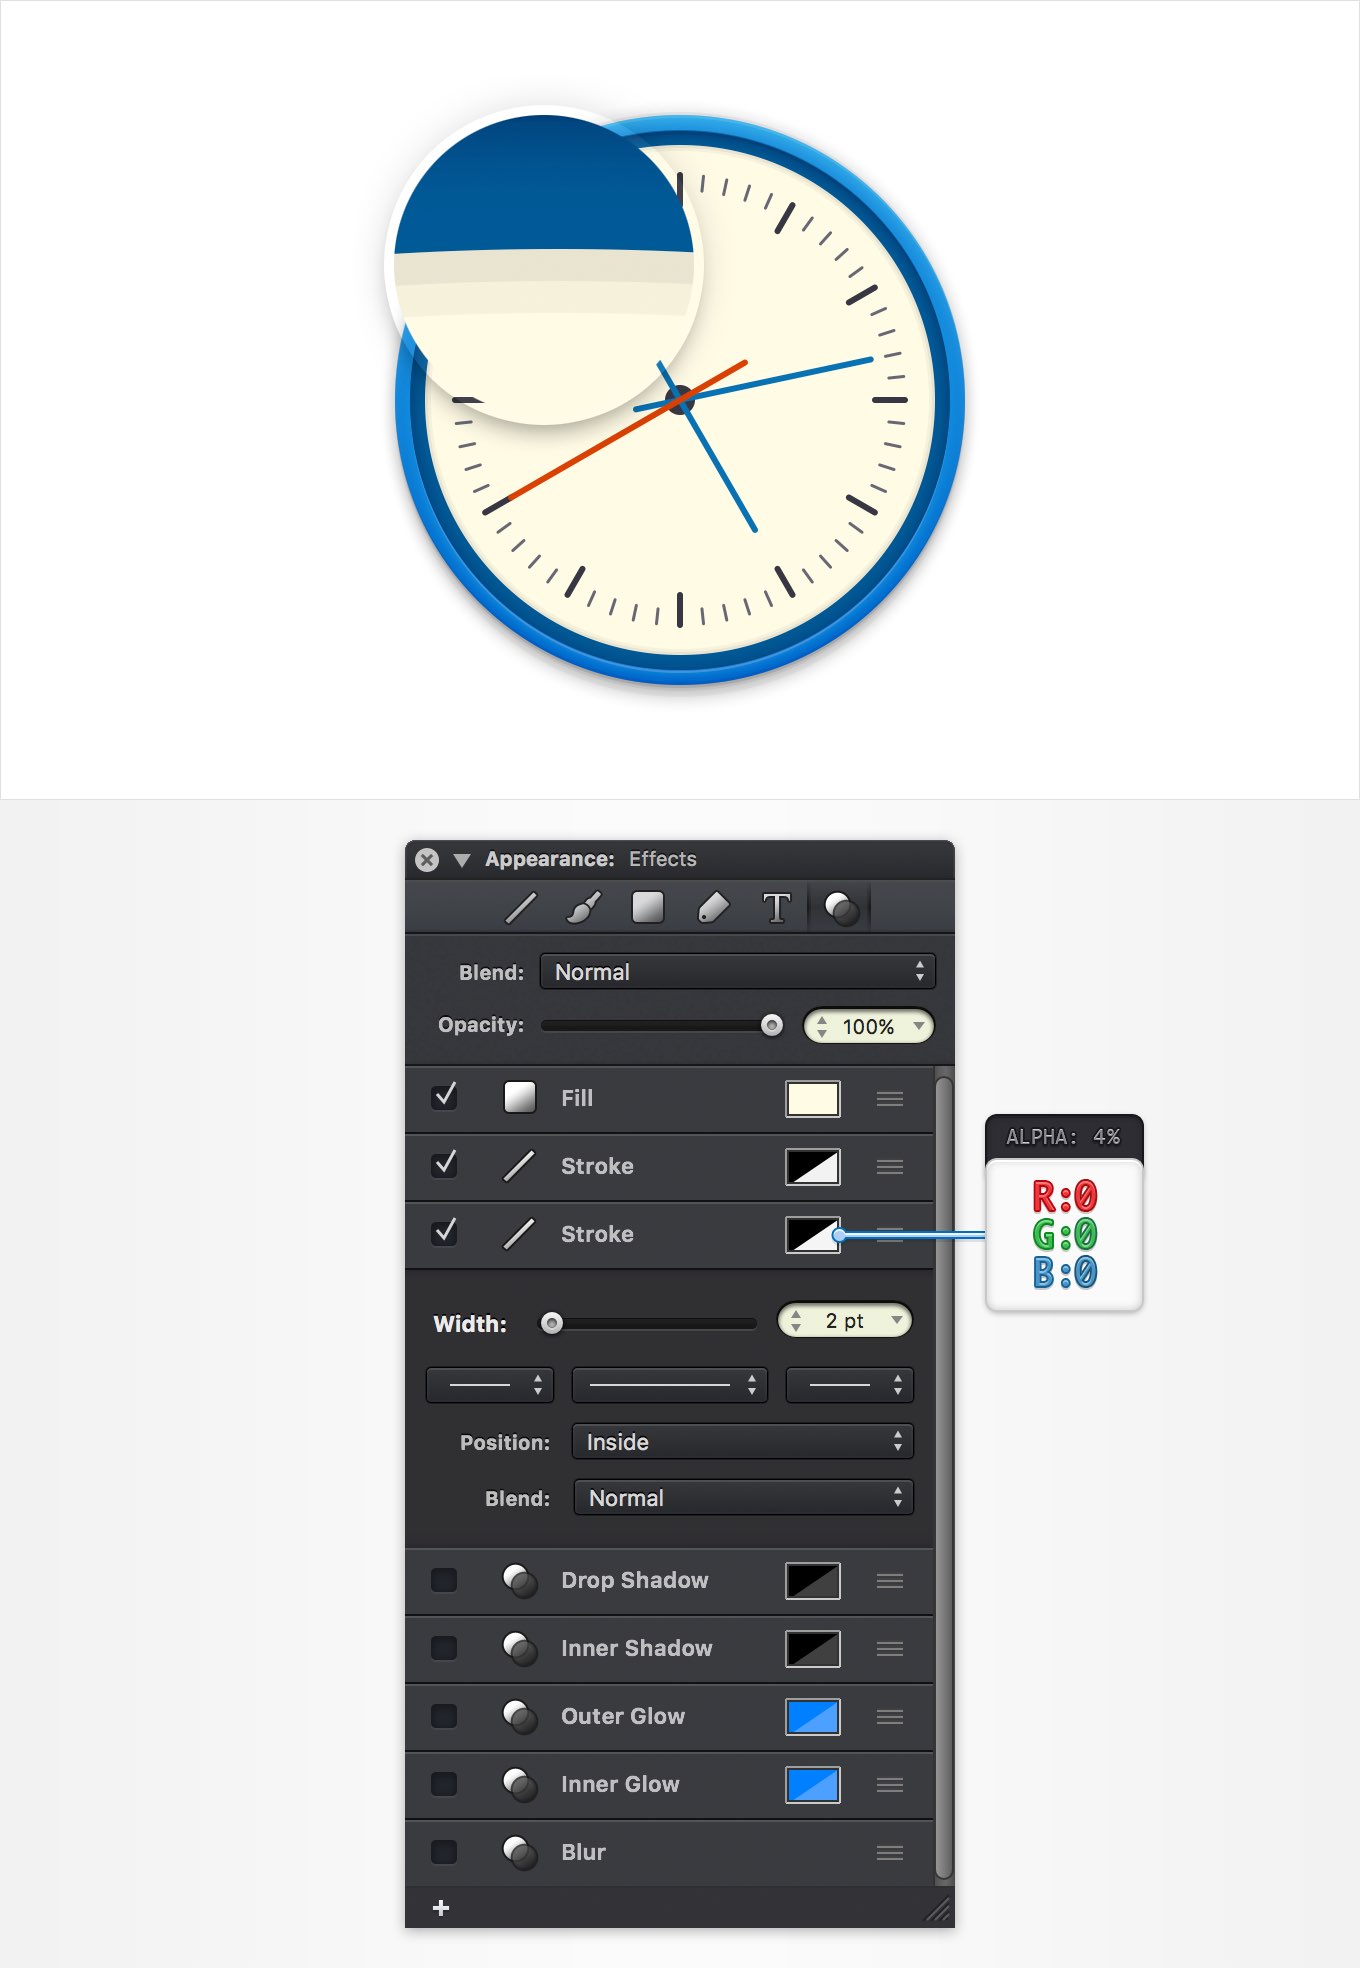 Appearance: Effects
T
Blend: Normal
Opacity: 100%
Fill
Stroke
ALPHA: 4%
R:0
Stroke
G:0
B:0
Width: 2 pt
Position: Inside
Blend: Normal
Drop Shadow
Inner Shadow
Outer Glow
Inner Glow
Blur